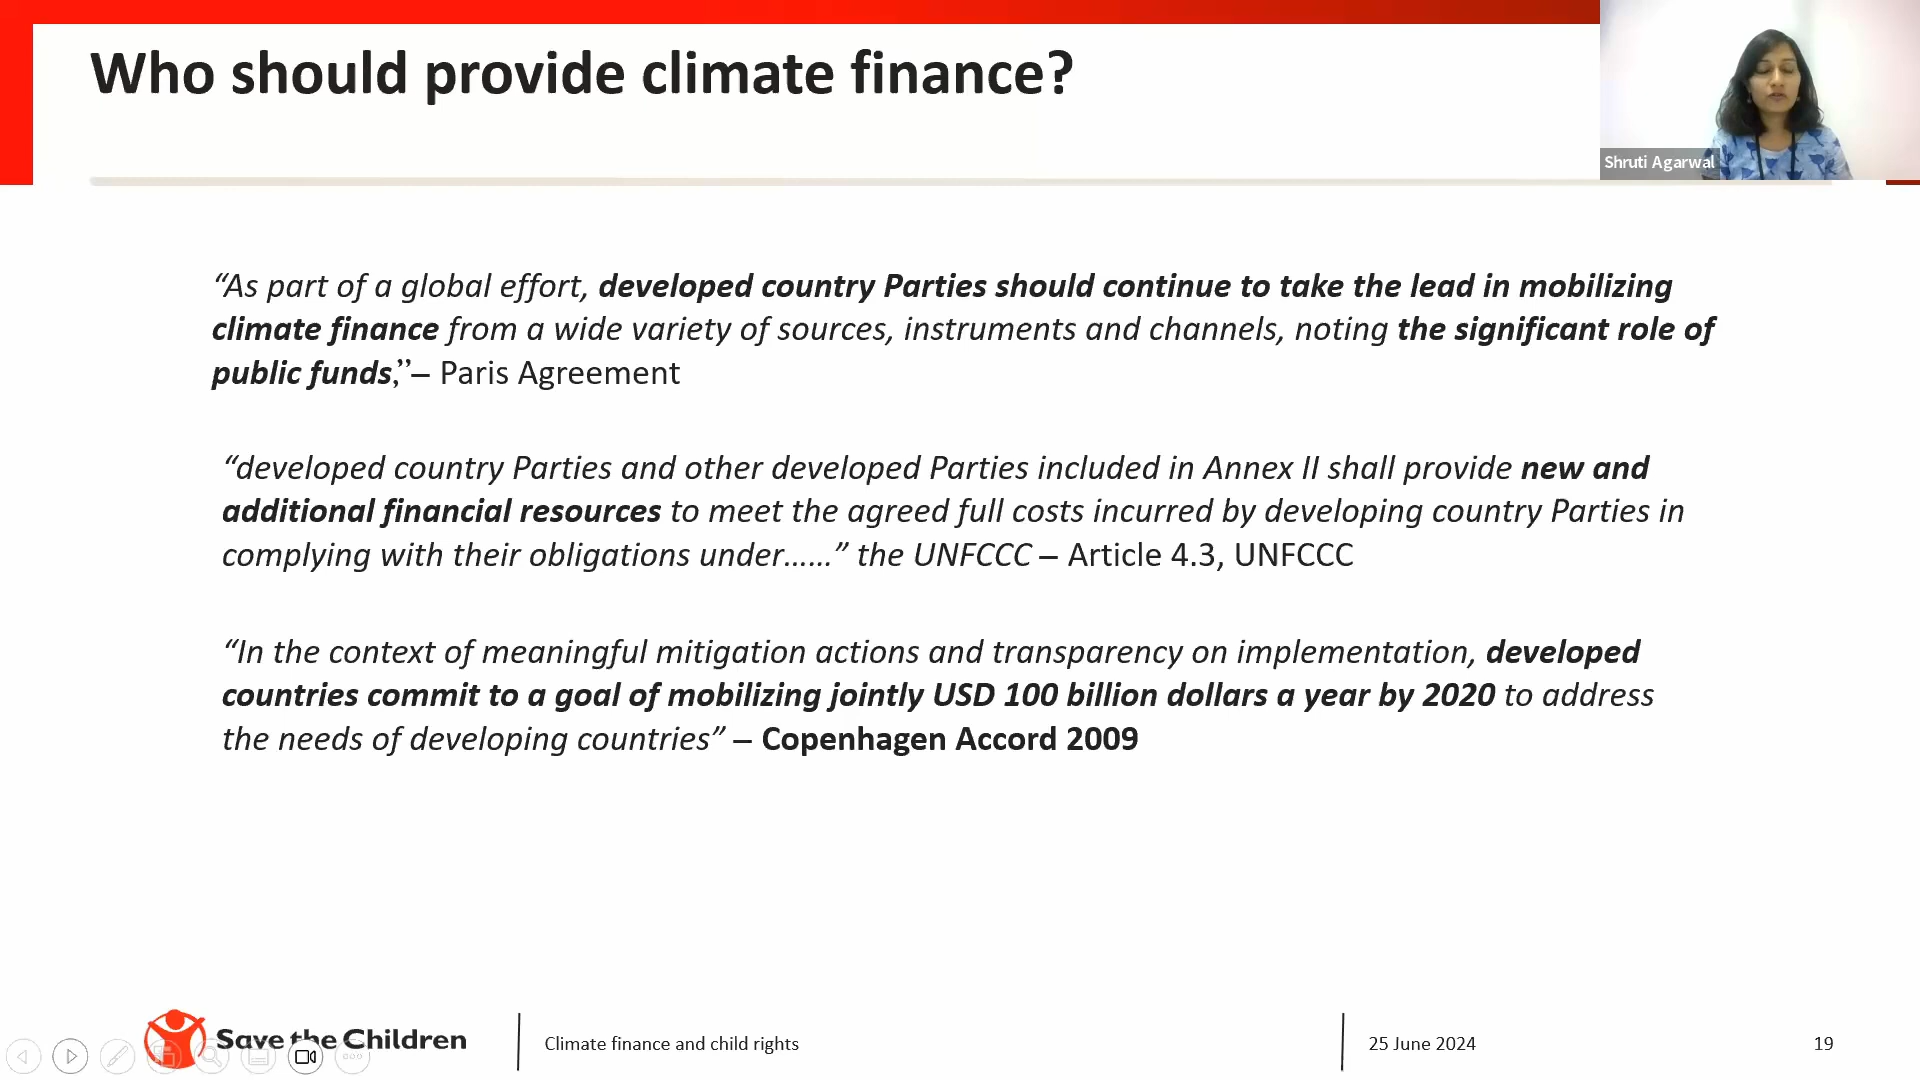 Who should provide climate finance?
Shruti Agarwal
“As part of a global effort, developed country Parties should continue to take the lead in mobilizing
climate finance from a wide variety of sources, instruments and channels, noting the significant role of
public funds,”– Paris Agreement
“developed country Parties and other developed Parties included in Annex II shall provide new and
additional financial resources to meet the agreed full costs incurred by developing country Parties in
complying with their obligations under……” the UNFCCC – Article 4.3, UNFCCC
“In the context of meaningful mitigation actions and transparency on implementation, developed
countries commit to a goal of mobilizing jointly USD 100 billion dollars a year by 2020 to address
the needs of developing countries” – Copenhagen Accord 2009
Save the Children
Climate finance and child rights
25 June 2024
19